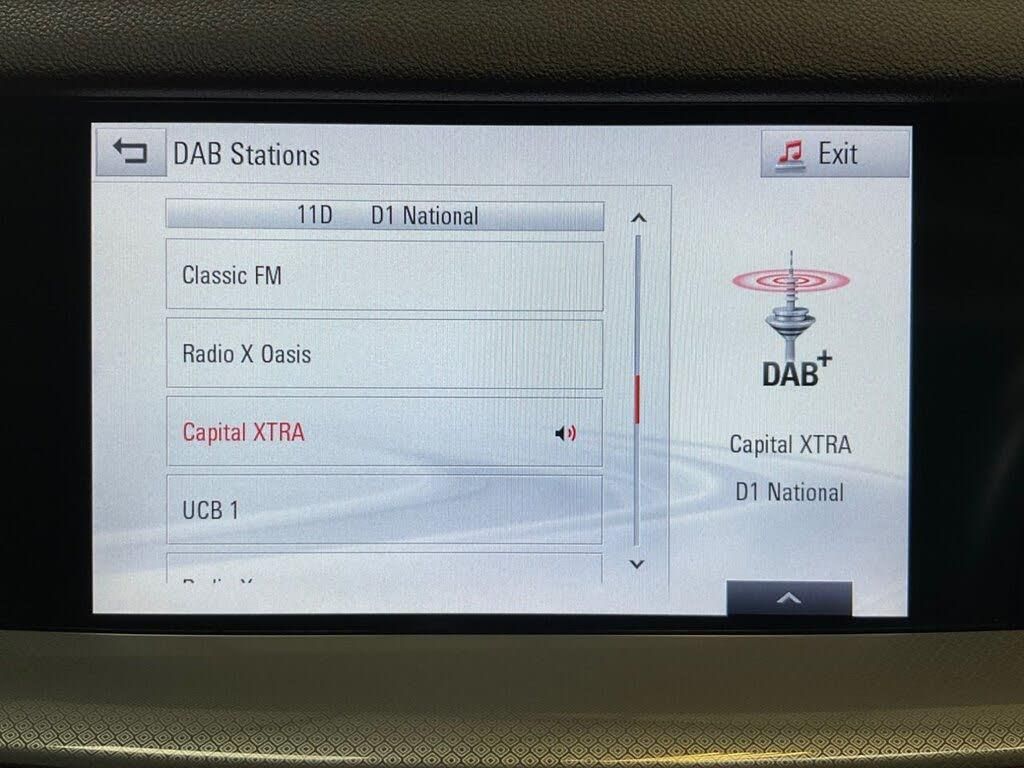 DAB Stations
Exit
11D D1 National
Classic FM
Radio X Oasis
Capital XTRA
UCB 1
DAB+
Capital XTRA
D1 National